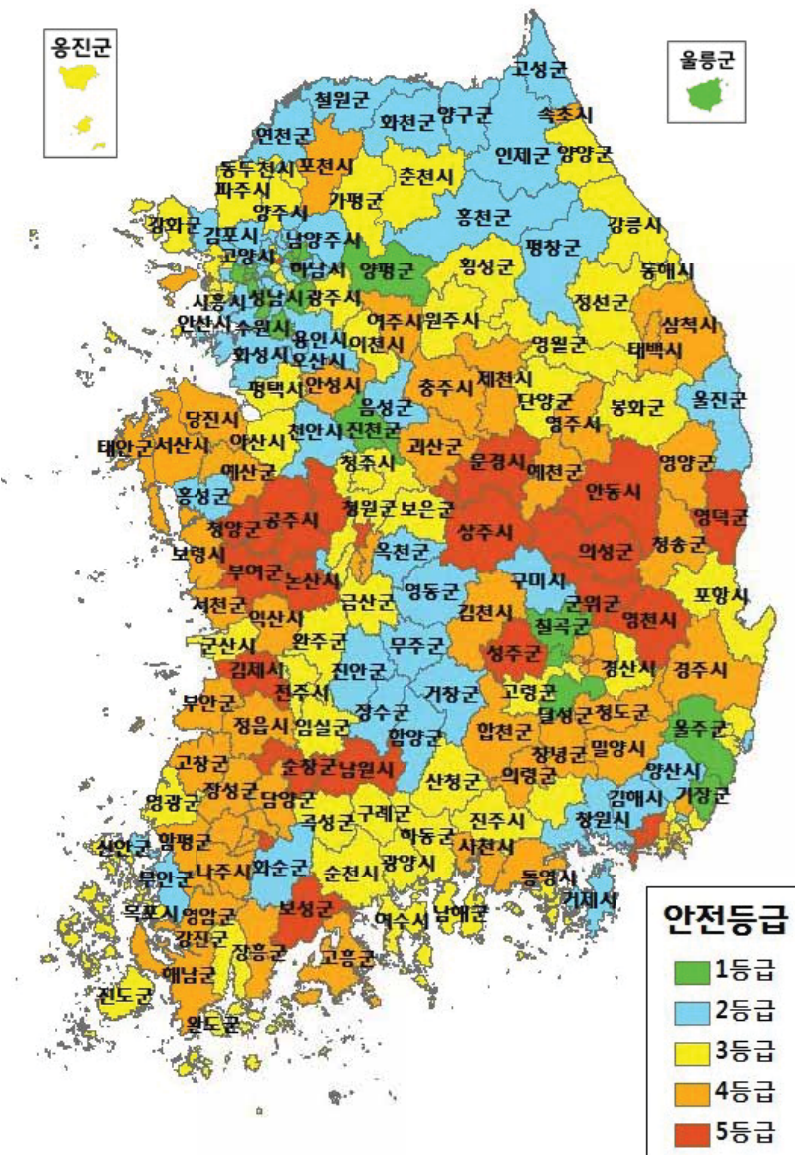 옹진군
울릉군
고성군
철원군
양구군
속초시
화천군
연천군
인제군
양양군
동두천시
포천시
춘천시
파주시
가평군
양주시
강화군
홍천군
강릉시
김포시
남양주시
평창군
고양시
하남시
양평군
횡성군
동해시
시흥시
성남시
광주시
정선군
안산시
수원시
여주시
원주시
삼척시
용인시
이천시
영월군
태백시
화성시
오산시
평택시
안성시
충주시
제천시
단양군
봉화군
울진군
음성군
당진시
천안시
진천군
영주시
태안군
서산시
아산시
괴산군
문경시
예천군
영양군
예산군
청주시
안동시
홍성군
청양군
공주시
청원군
보은군
영덕군
상주시
의성군
청송군
보령시
옥천군
부여군
논산시
영동군
구미시
포항시
서천군
금산군
김천시
군위군
영천시
익산시
칠곡군
군산시
완주군
무주군
성주군
경산시
경주시
김제시
진안군
전주시
거창군
고령군
부안군
장수군
달성군
청도군
정읍시
임실군
합천군
울주군
함양군
창녕군
밀양시
고창군
순창군
남원시
산청군
의령군
양산시
장성군
담양군
김해시
기장군
영광군
곡성군
구례군
진주시
창원시
함평군
하동군
신안군
화순군
사천시
나주시
순천시
광양시
무안군
통영시
거제시
목포시
영암군
보성군
여수시
남해군
강진군
장흥군
고흥군
해남군
진도군
완도군
안전등급
1등급
2등급
3등급
4등급
5등급